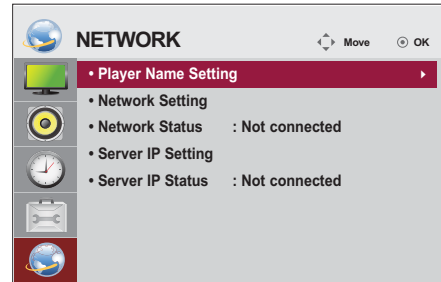 NETWORK
Move OK
• Player Name Setting
• Network Setting
• Network Status : Not connected
• Server IP Setting
• Server IP Status : Not connected